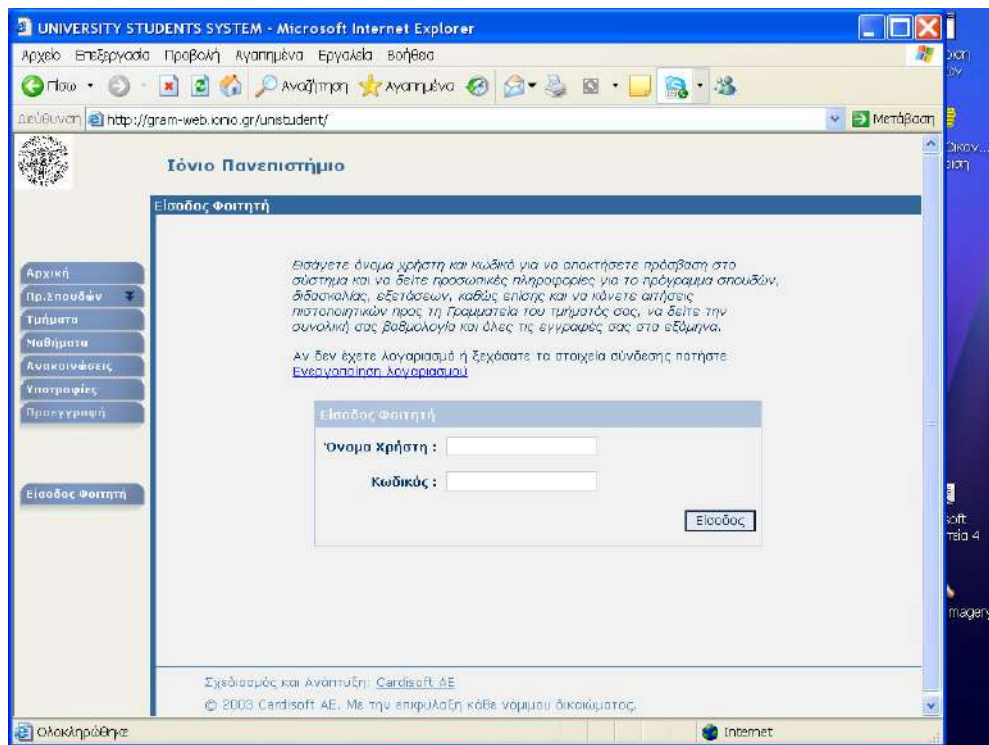 UNIVERSITY STUDENTS SYSTEM - Microsoft Internet Explorer
Αρχείο Επεξεργασία Προβολή Αγαπημένα Εργαλεία Βοήθεια
Πίσω Αναζήτηση Αγαπημένα
Διεύθυνση http://gram-web.ionio.gr/unistudent/ Μετάβαση
Ιόνιο Πανεπιστήμιο
Είσοδος Φοιτητή
Αρχική
Πρ.Σπουδών
Τμήματα
Μαθήματα
Ανακοινώσεις
Υποτροφίες
Προεγγραφή
Είσοδος Φοιτητή
Εισάγετε όνομα χρήστη και κωδικό για να αποκτήσετε πρόσβαση στο
σύστημα και να δείτε προσωπικές πληροφορίες για το πρόγραμμα σπουδών,
διδασκαλίας, εξετάσεων, καθώς επίσης και να κάνετε αιτήσεις
πιστοποιητικών προς τη Γραμματεία του τμήματός σας, να δείτε την
συνολική σας βαθμολογία και όλες τις εγγραφές σας στα εξάμηνα.
Αν δεν έχετε λογαριασμό ή ξεχάσατε τα στοιχεία σύνδεσης πατήστε
Ενεργοποίηση λογαριασμού
Είσοδος Φοιτητή
Όνομα Χρήστη :
Κωδικός :
Είσοδος
Σχεδιασμός και Ανάπτυξη: Cardisoft ΑΕ
© 2003 Cardisoft ΑΕ. Με την επιφύλαξη κάθε νόμιμου δικαιώματος.
Ολοκληρώθηκε Internet